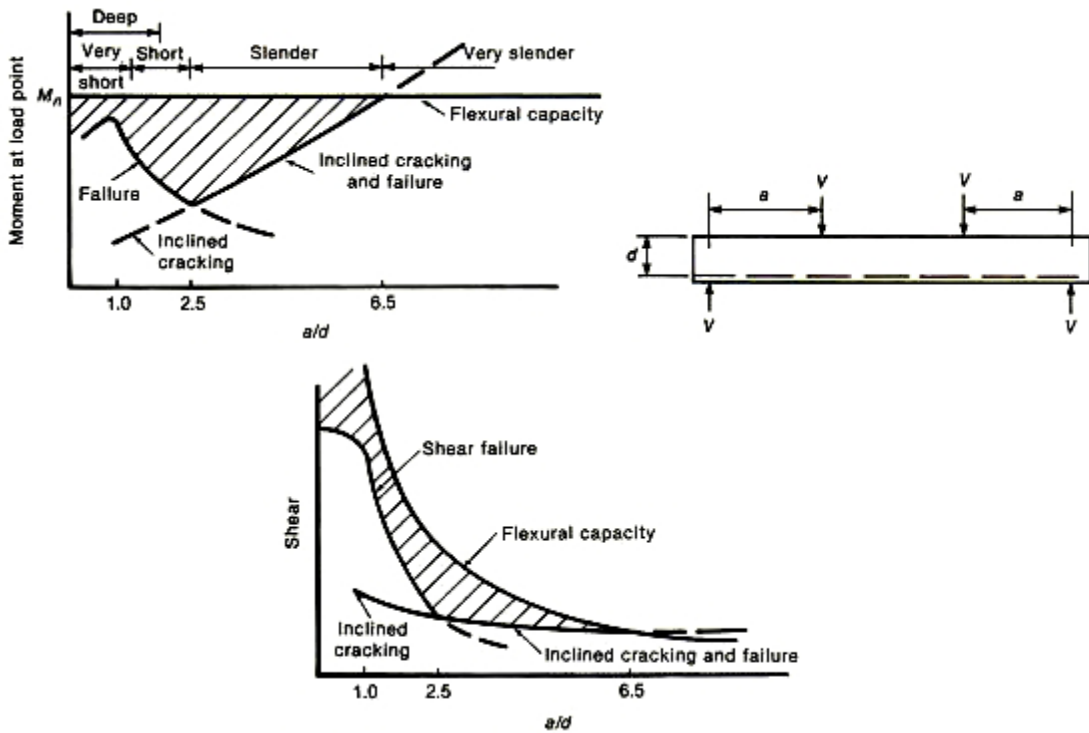 Deep
Very Short Slender Very slender
short
Mn
Flexural capacity
Moment at load point
Inclined cracking
and failure
Failure
Inclined
cracking
1.0 2.5 6.5
a/d
V V
a a
d
V V
Shear failure
Shear
Flexural capacity
Inclined
cracking
Inclined cracking and failure
1.0 2.5 6.5
a/d